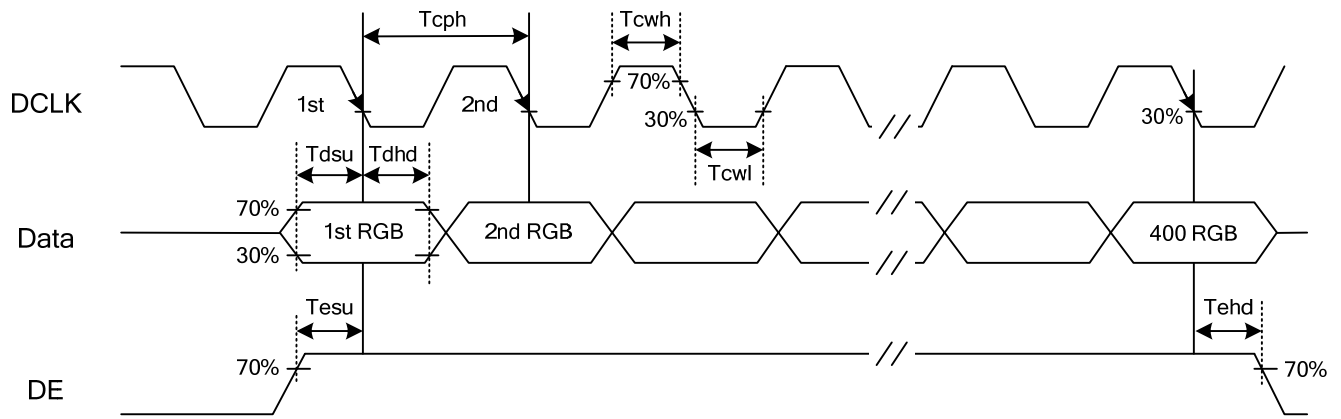 Tcph
Tcwh
DCLK
1st
2nd
70%
30%
30%
Tcwl
Tdsu
Tdhd
70%
Data
1st RGB
2nd RGB
400 RGB
30%
Tesu
Tehd
70%
70%
DE